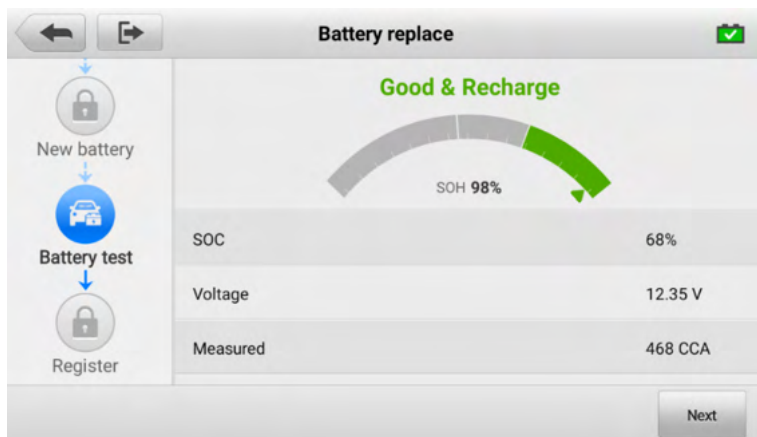 Battery replace
New battery
Battery test
Register
Good & Recharge
SOH 98%
SOC 68%
Voltage 12.35 V
Measured 468 CCA
Next